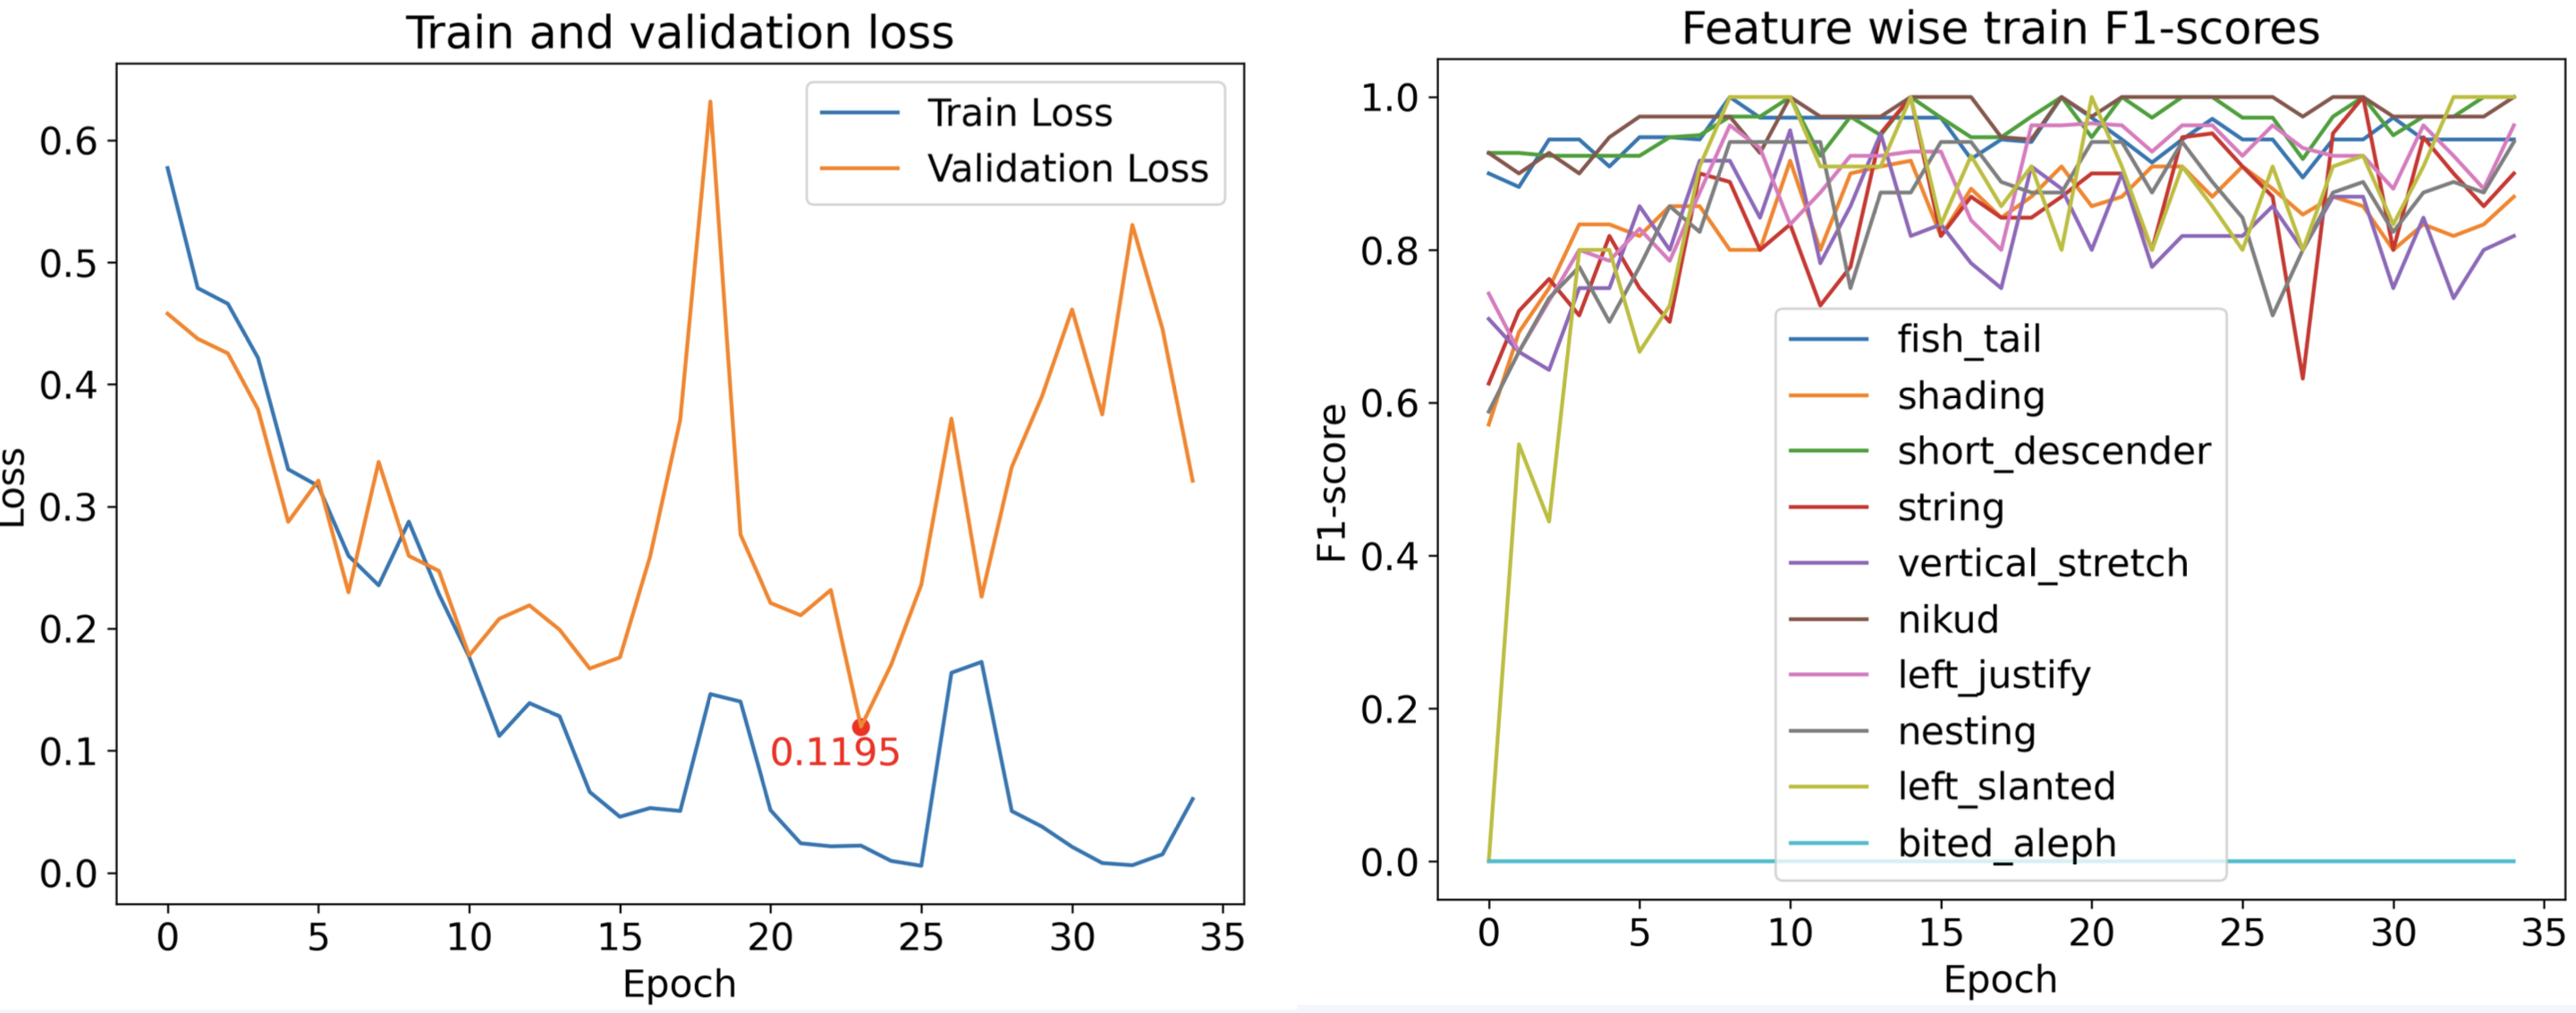 Train and validation loss
Train Loss
Validation Loss
0.6
0.5
0.4
0.3
0.2
0.1
0.0
Loss
0.1195
0 5 10 15 20 25 30 35
Epoch
Feature wise train F1-scores
1.0
0.8
0.6
0.4
0.2
0.0
F1-score
fish_tail
shading
short_descender
string
vertical_stretch
nikud
left_justify
nesting
left_slanted
bited_aleph
0 5 10 15 20 25 30 35
Epoch